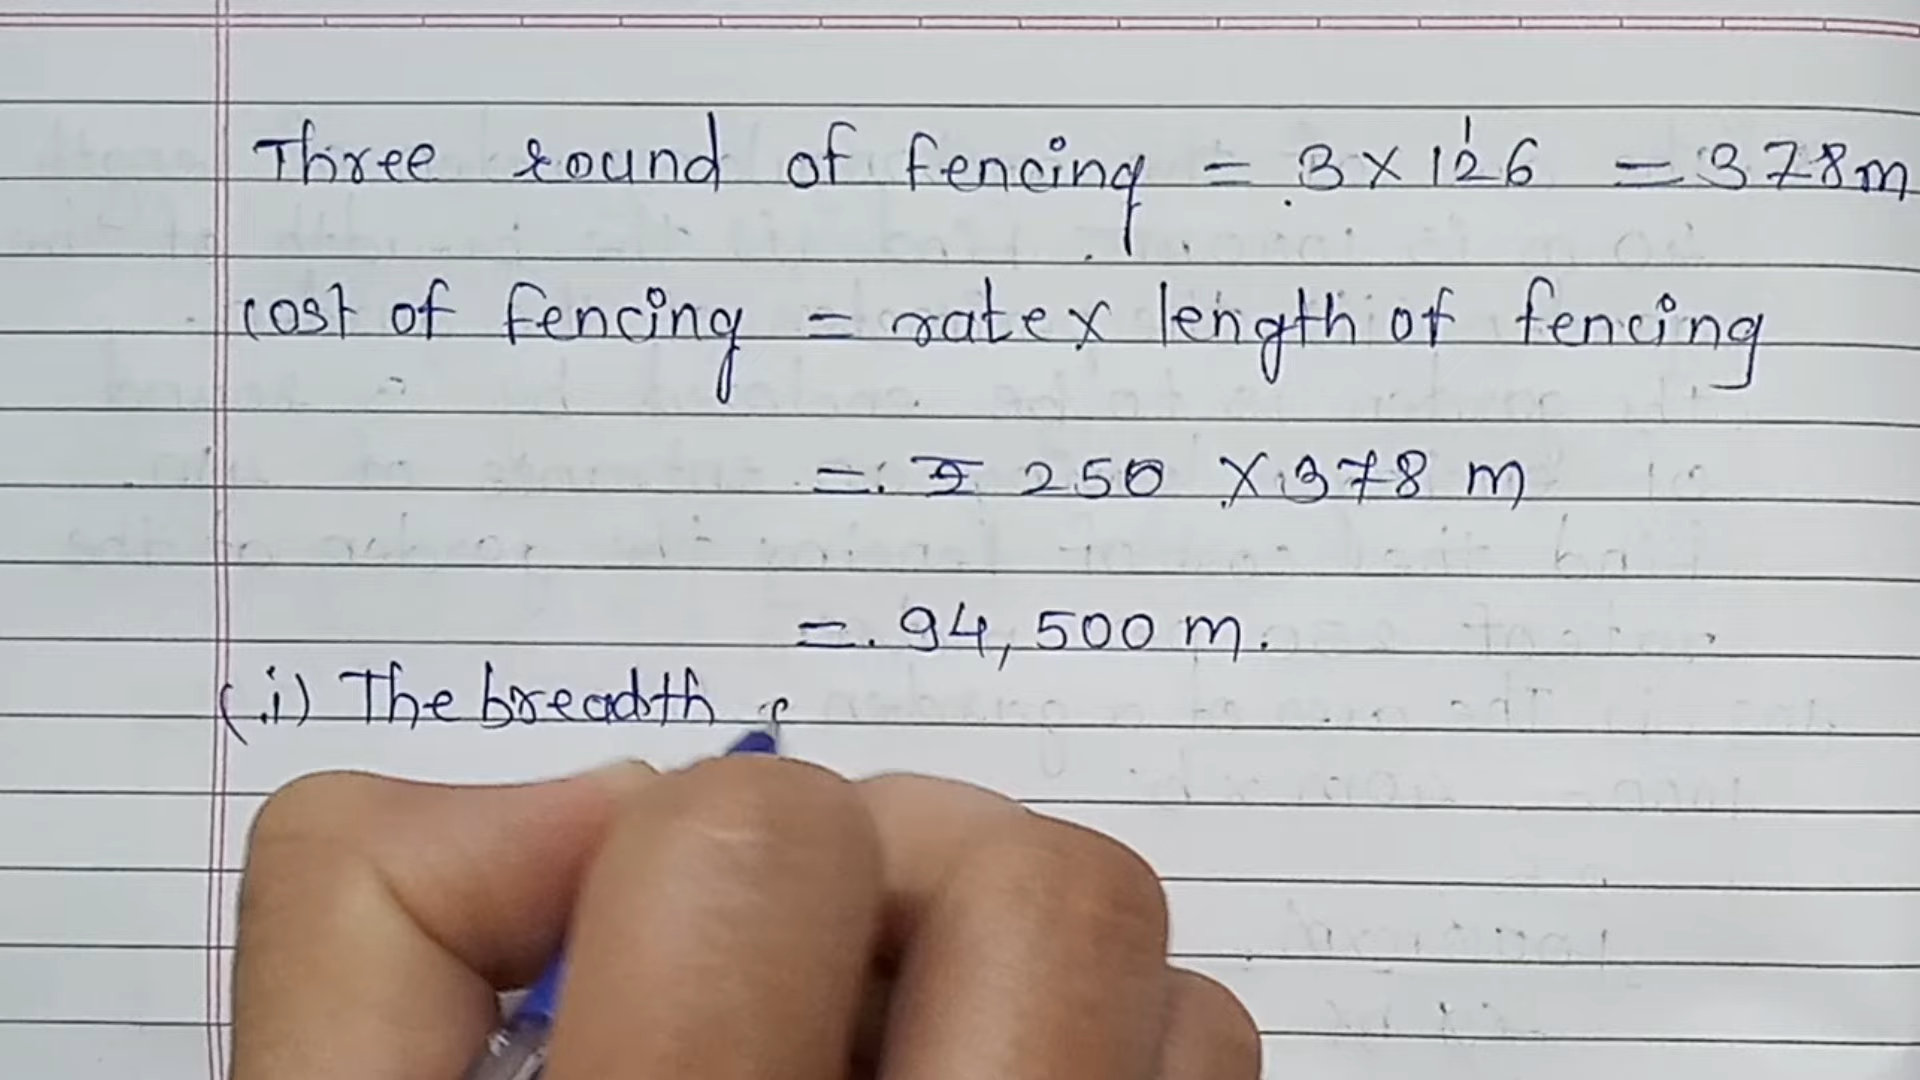 Three round of fencing = 3 × 126 = 378 m
cost of fencing = rate × length of fencing
= ₹ 250 × 378 m
= 94,500 m.
(i) The breadth